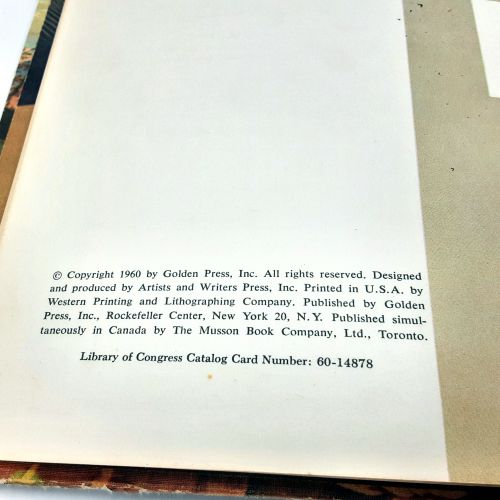 © Copyright 1960 by Golden Press, Inc. All rights reserved. Designed
and produced by Artists and Writers Press, Inc. Printed in U.S.A. by
Western Printing and Lithographing Company. Published by Golden
Press, Inc., Rockefeller Center, New York 20, N.Y. Published simul-
taneously in Canada by The Musson Book Company, Ltd., Toronto.
Library of Congress Catalog Card Number: 60-14878